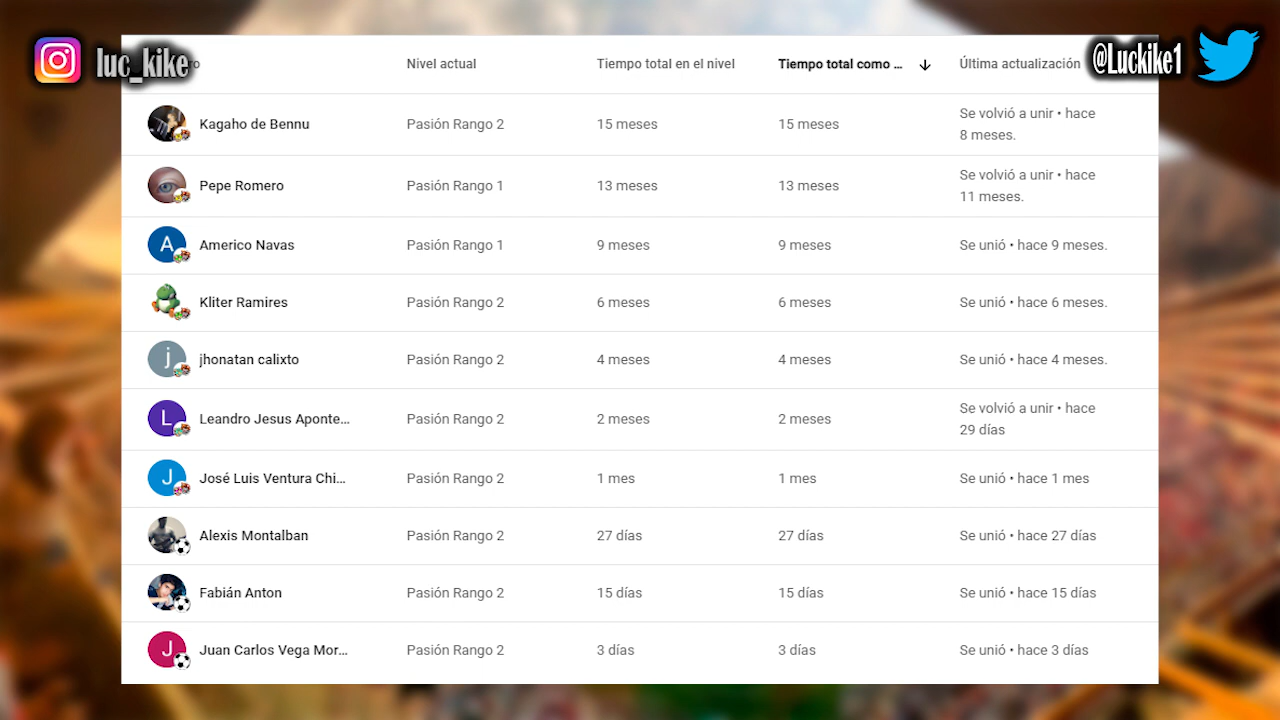 luc_kike
Nivel actual
Tiempo total en el nivel
Tiempo total como ...
Última actualización
@Luckike1
Kagaho de Bennu
Pasión Rango 2
15 meses
15 meses
Se volvió a unir • hace
8 meses.
Pepe Romero
Pasión Rango 1
13 meses
13 meses
Se volvió a unir • hace
11 meses.
A
Americo Navas
Pasión Rango 1
9 meses
9 meses
Se unió • hace 9 meses.
Kliter Ramires
Pasión Rango 2
6 meses
6 meses
Se unió • hace 6 meses.
j
jhonatan calixto
Pasión Rango 2
4 meses
4 meses
Se unió • hace 4 meses.
L
Leandro Jesus Aponte...
Pasión Rango 2
2 meses
2 meses
Se volvió a unir • hace
29 días
J
José Luis Ventura Chi...
Pasión Rango 2
1 mes
1 mes
Se unió • hace 1 mes
Alexis Montalban
Pasión Rango 2
27 días
27 días
Se unió • hace 27 días
Fabián Anton
Pasión Rango 2
15 días
15 días
Se unió • hace 15 días
J
Juan Carlos Vega Mor...
Pasión Rango 2
3 días
3 días
Se unió • hace 3 días